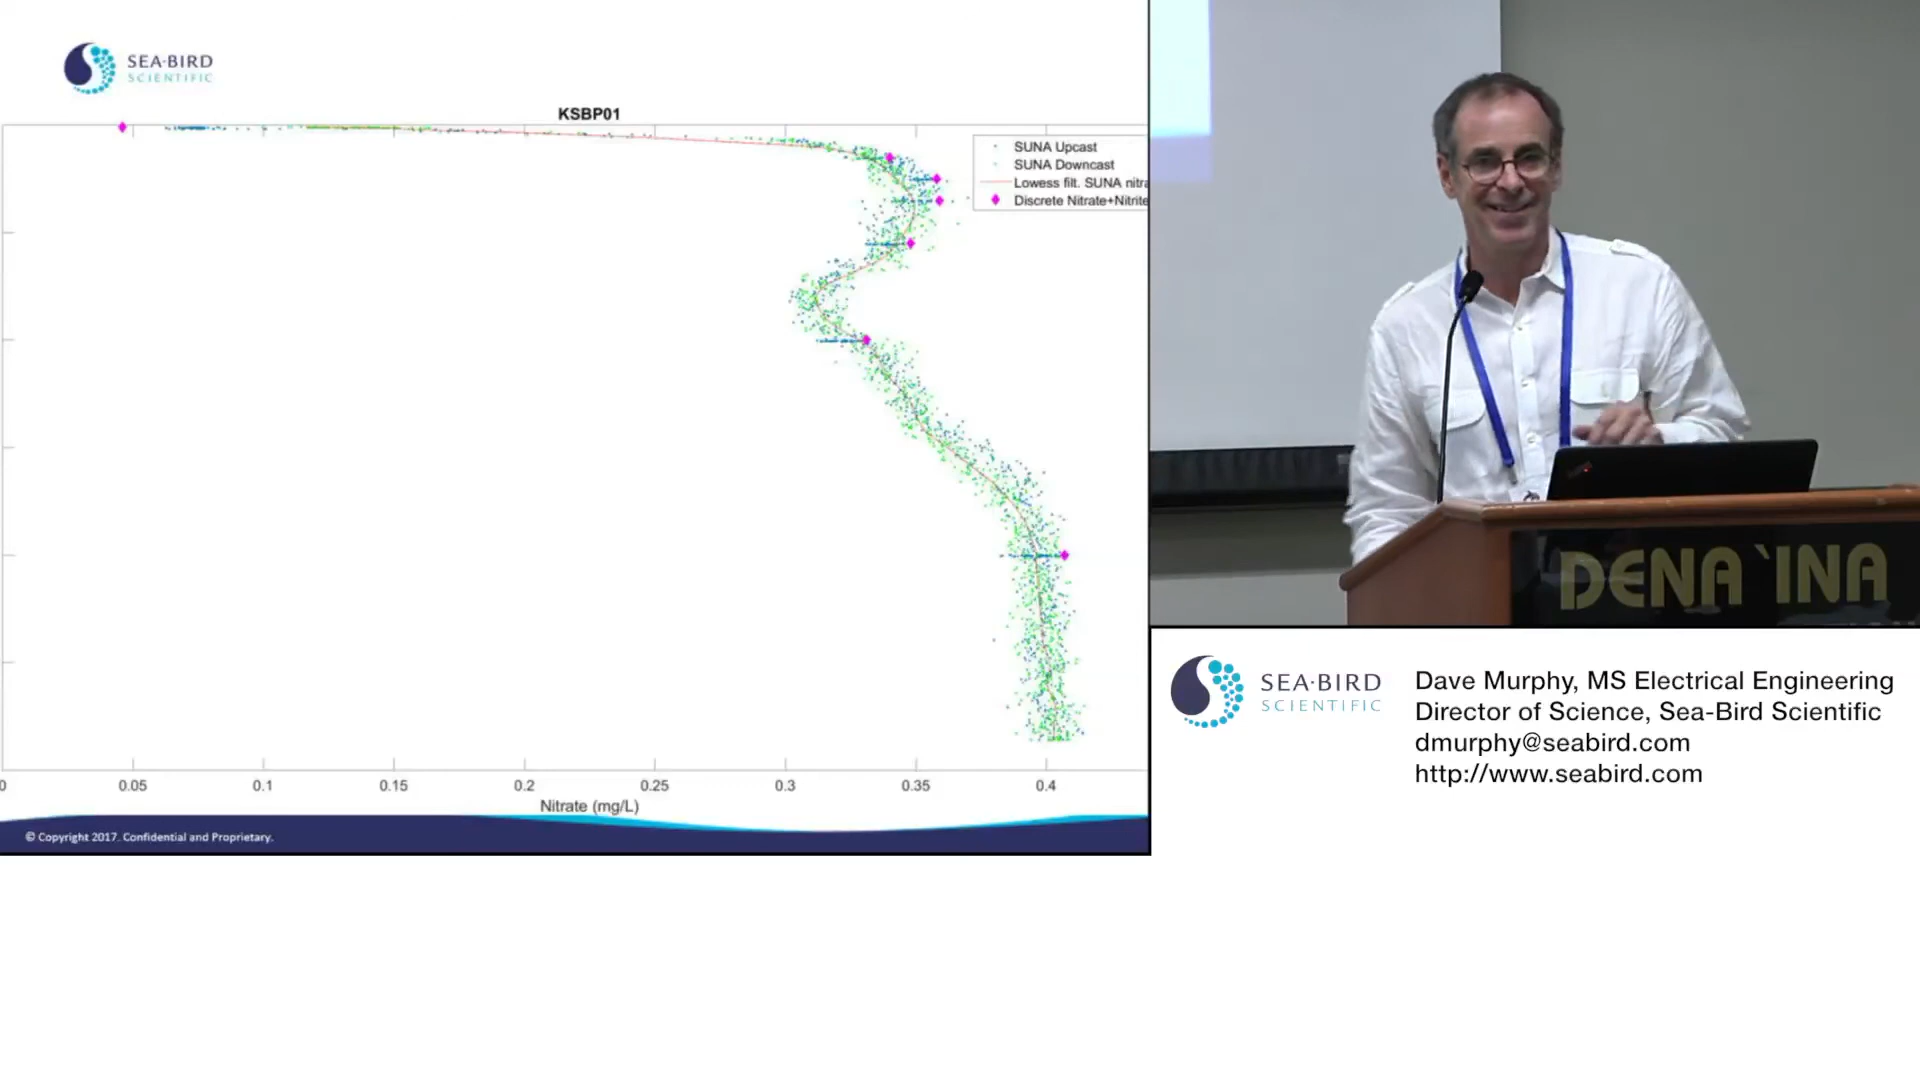 SEA·BIRD
SCIENTIFIC
KSBP01
SUNA Upcast
SUNA Downcast
Lowess filt. SUNA nitra
Discrete Nitrate+Nitrite
0 0.05 0.1 0.15 0.2 0.25 0.3 0.35 0.4
Nitrate (mg/L)
© Copyright 2017. Confidential and Proprietary.
DENA`INA
SEA·BIRD
SCIENTIFIC
Dave Murphy, MS Electrical Engineering
Director of Science, Sea-Bird Scientific
dmurphy@seabird.com
http://www.seabird.com